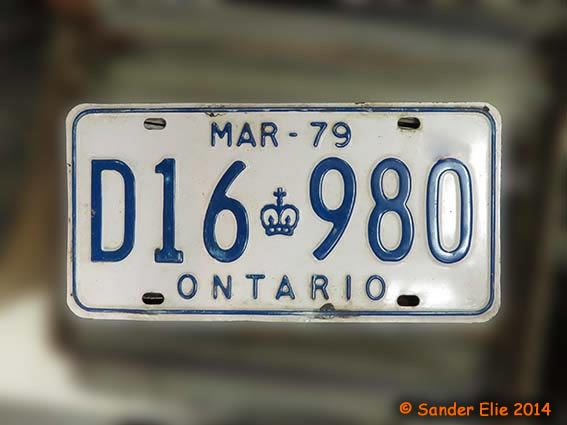 MAR - 79
D16 980
ONTARIO
© Sander Elie 2014